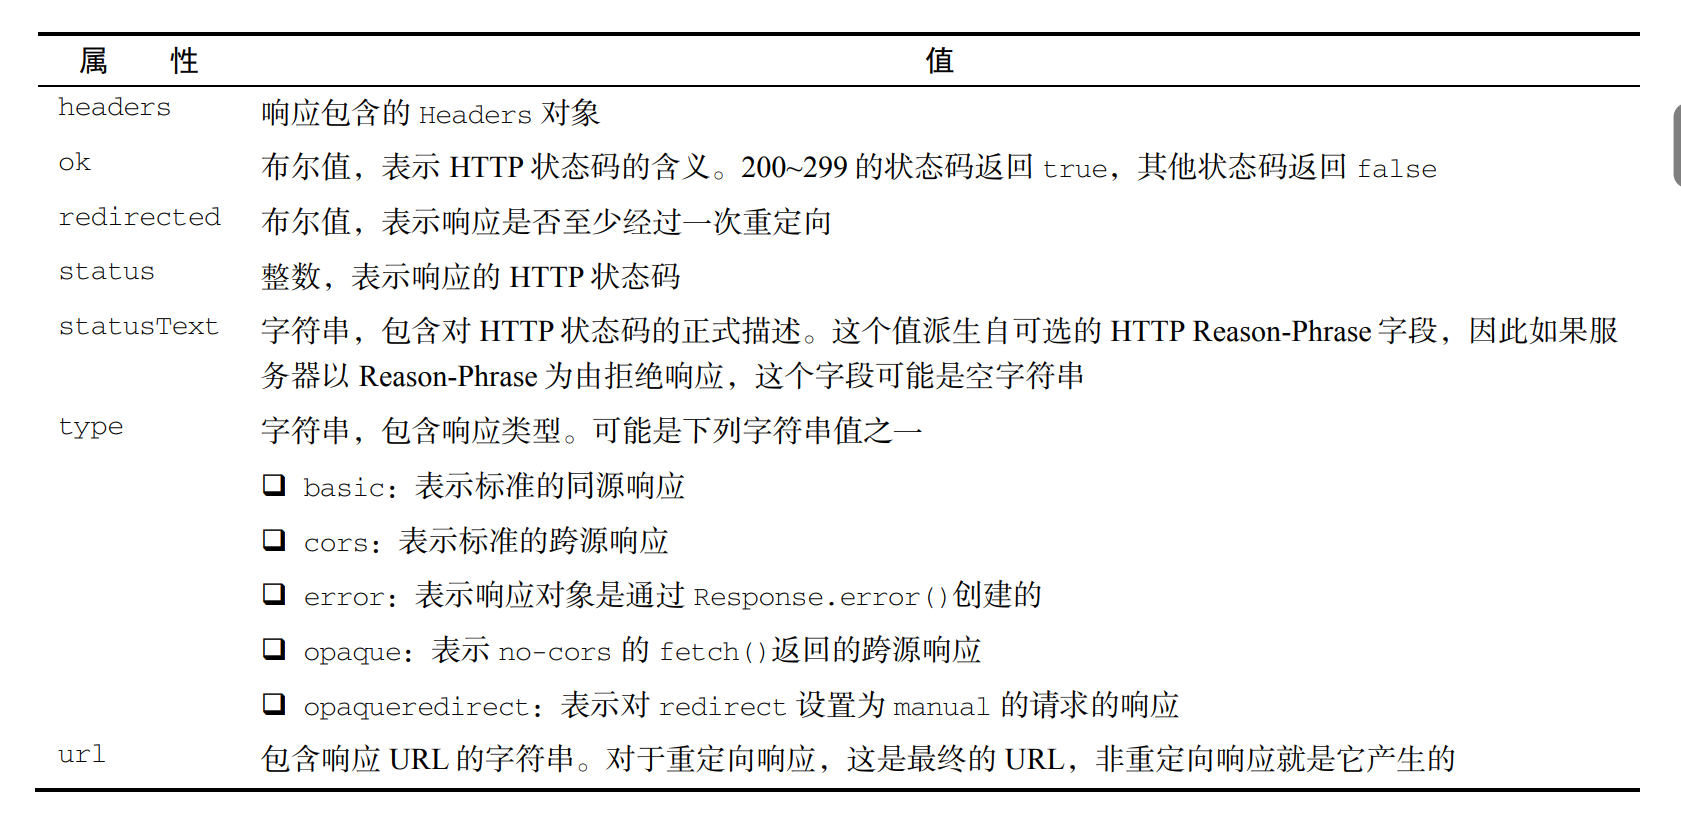 属 性 值
headers 响应包含的 Headers 对象
ok 布尔值，表示 HTTP 状态码的含义。200~299 的状态码返回 true，其他状态码返回 false
redirected 布尔值，表示响应是否至少经过一次重定向
status 整数，表示响应的 HTTP 状态码
statusText 字符串，包含对 HTTP 状态码的正式描述。这个值派生自可选的 HTTP Reason-Phrase 字段，因此如果服
务器以 Reason-Phrase 为由拒绝响应，这个字段可能是空字符串
type 字符串，包含响应类型。可能是下列字符串值之一
❑ basic：表示标准的同源响应
❑ cors：表示标准的跨源响应
❑ error：表示响应对象是通过 Response.error()创建的
❑ opaque：表示 no-cors 的 fetch()返回的跨源响应
❑ opaqueredirect：表示对 redirect 设置为 manual 的请求的响应
url 包含响应 URL 的字符串。对于重定向响应，这是最终的 URL，非重定向响应就是它产生的